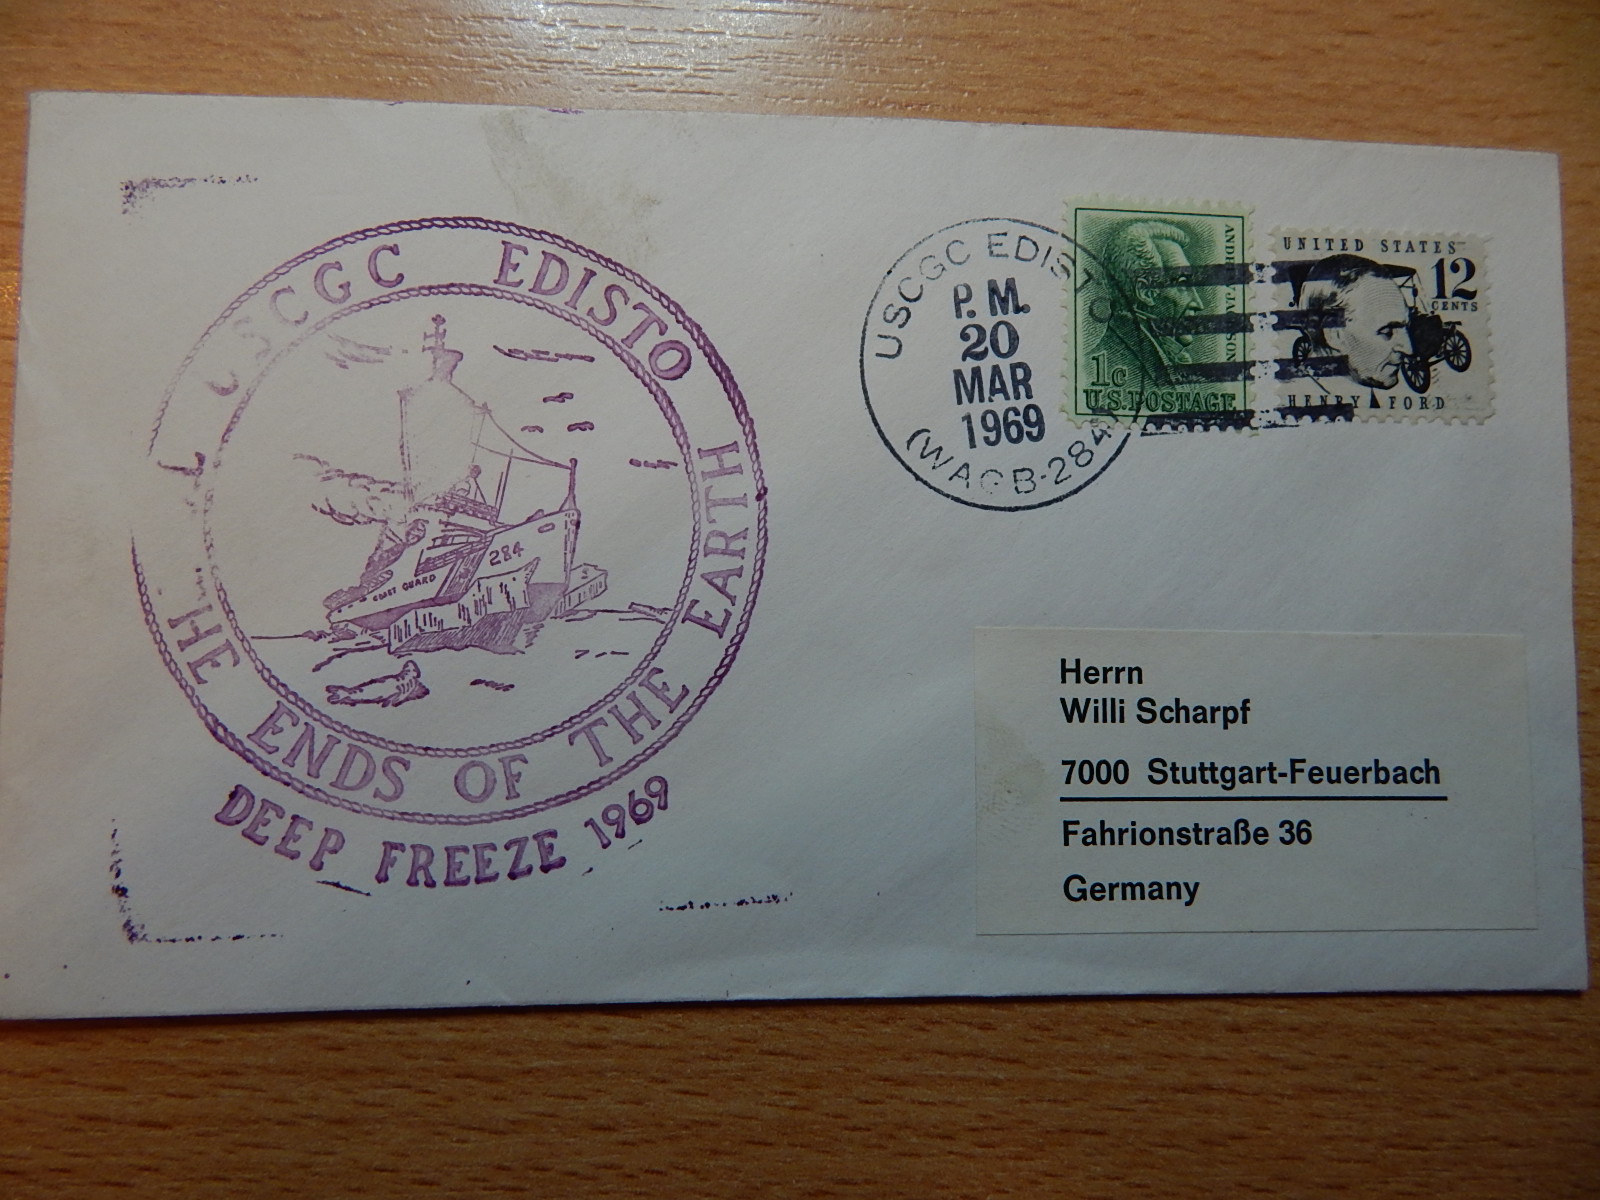 USCGC EDISTO
THE ENDS OF THE EARTH
284
COAST GUARD
DEEP FREEZE 1969
USCGC EDISTO
P. M.
20
MAR
1969
(WAGB-284)
1c
U.S. POSTAGE
UNITED STATES
12
CENTS
HENRY FORD
Herrn
Willi Scharpf
7000 Stuttgart-Feuerbach
Fahrionstraße 36
Germany